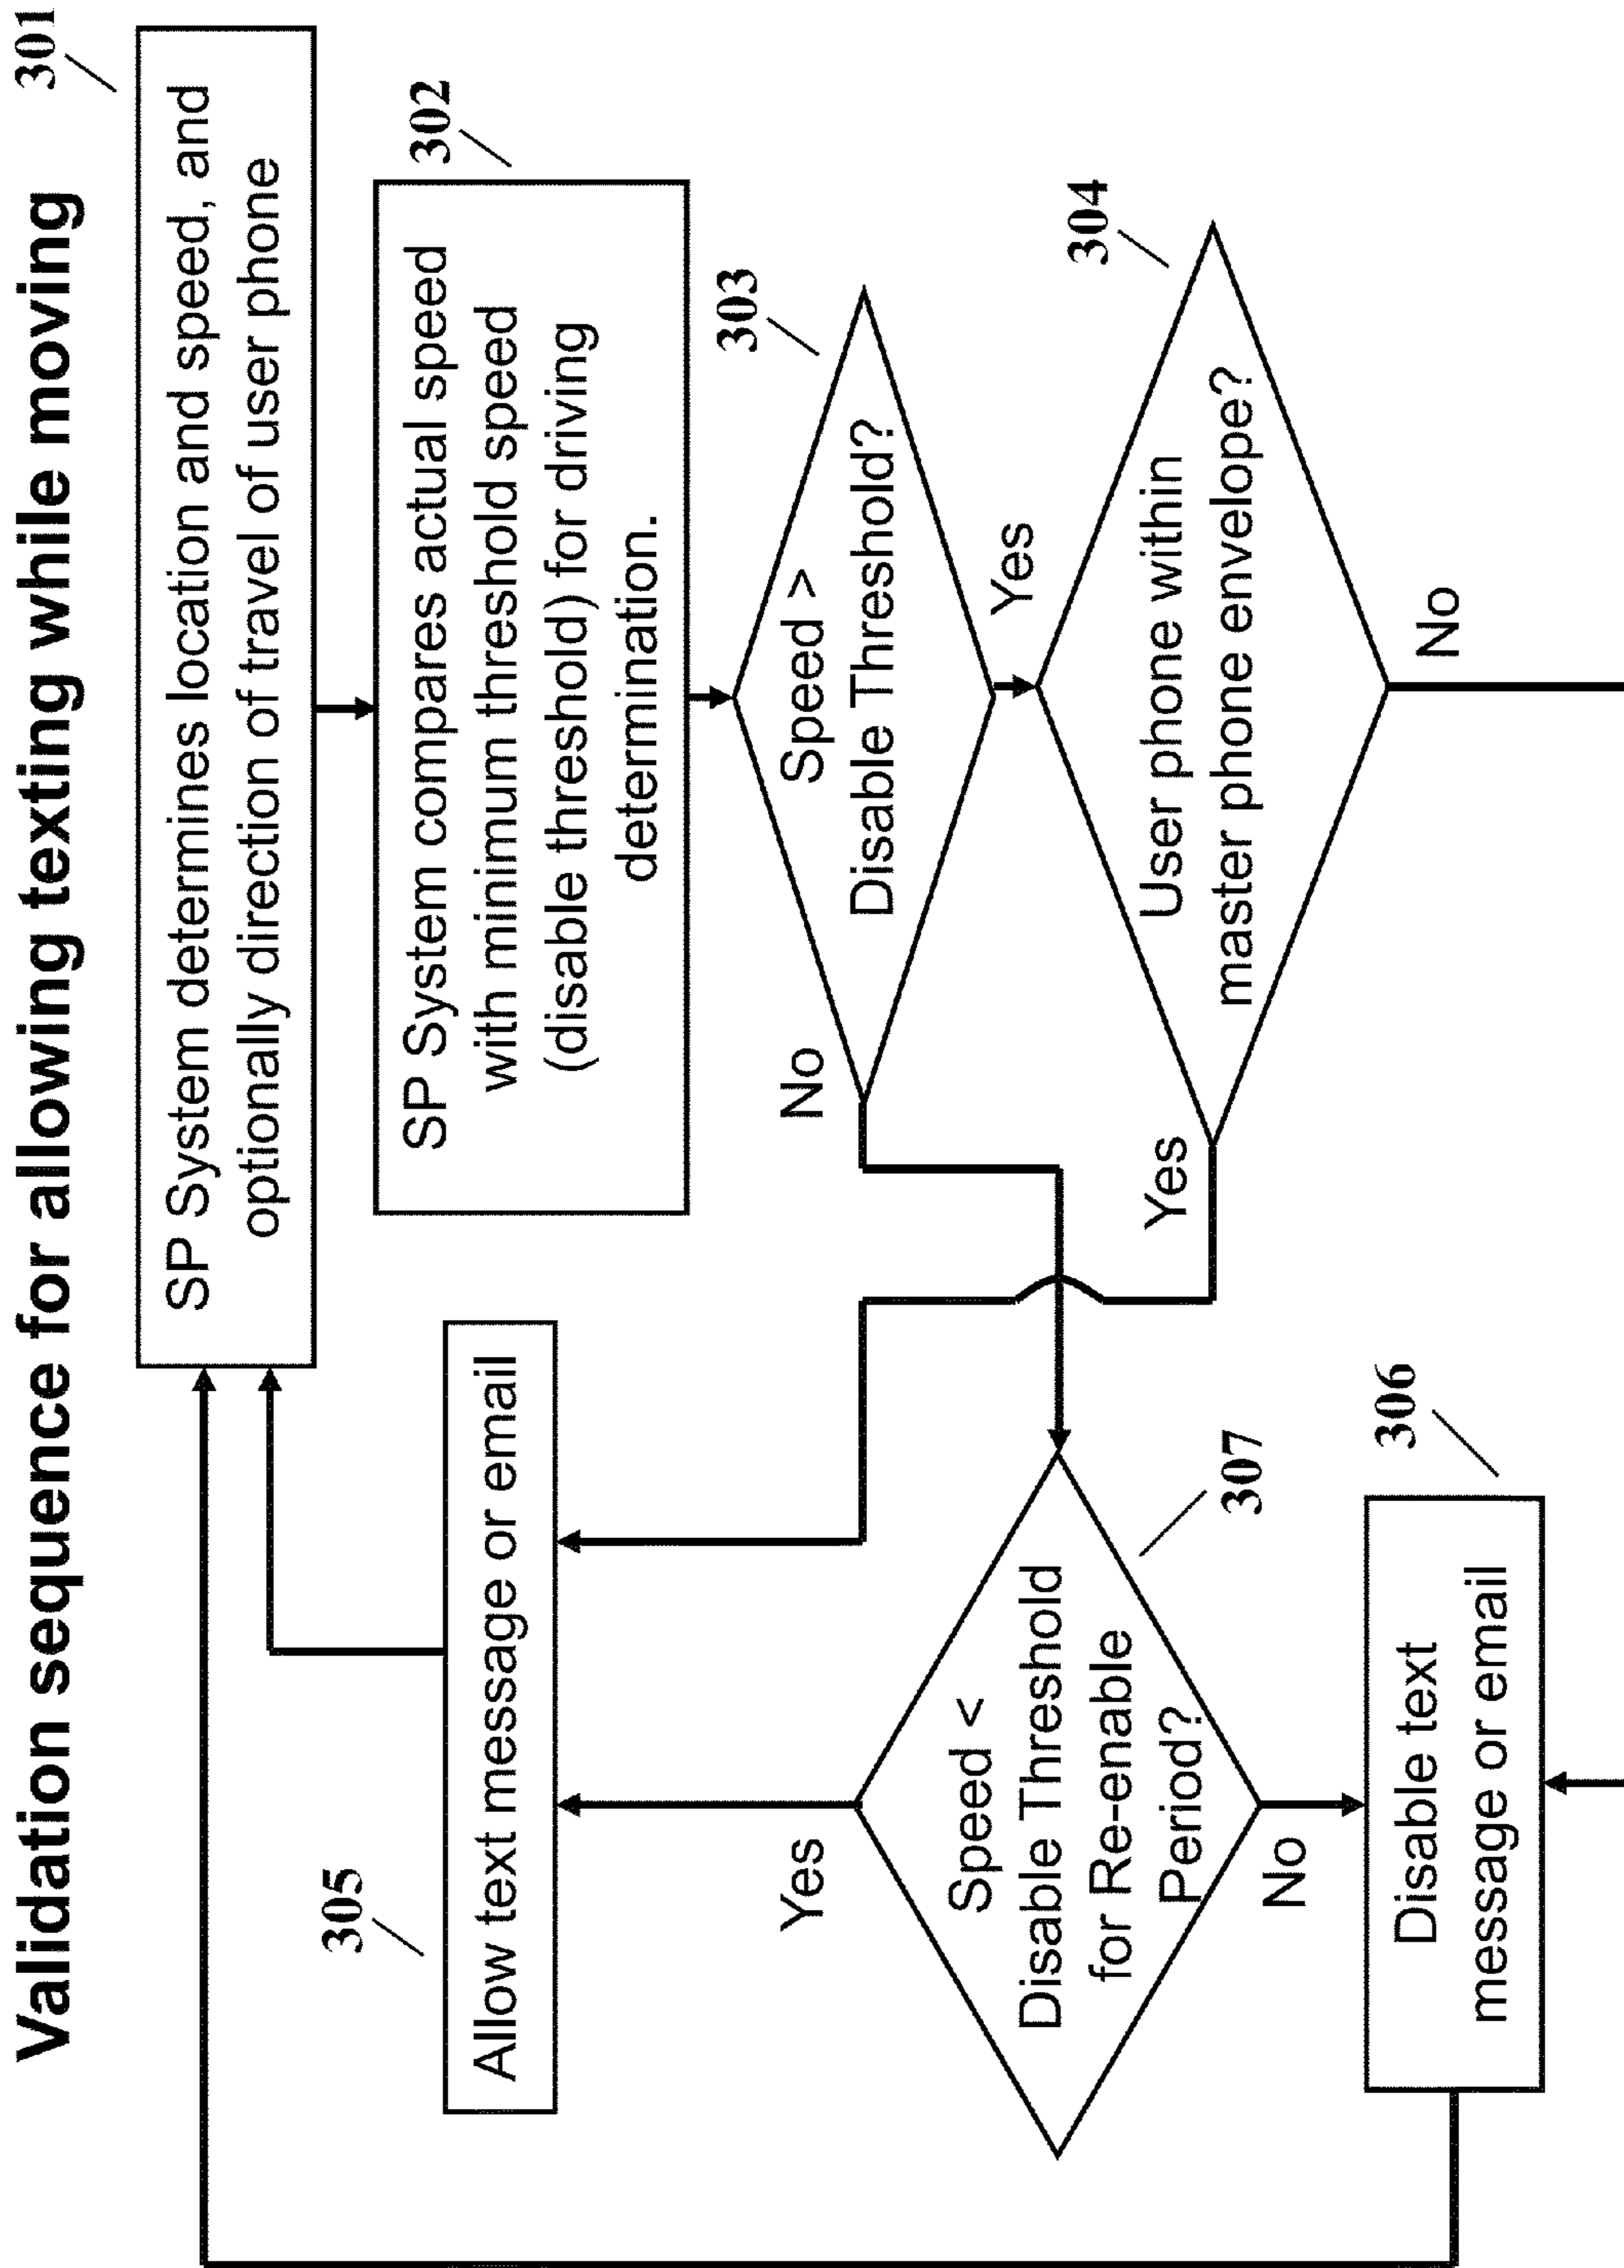 Validation sequence for allowing texting while moving
301
SP System determines location and speed, and
optionally direction of travel of user phone
302
SP System compares actual speed
with minimum threshold speed
(disable threshold) for driving
determination.
303
Speed >
Disable Threshold?
No
Yes
304
User phone within
master phone envelope?
Yes
No
305
Allow text message or email
Yes
307
Speed <
Disable Threshold
for Re-enable
Period?
No
306
Disable text
message or email